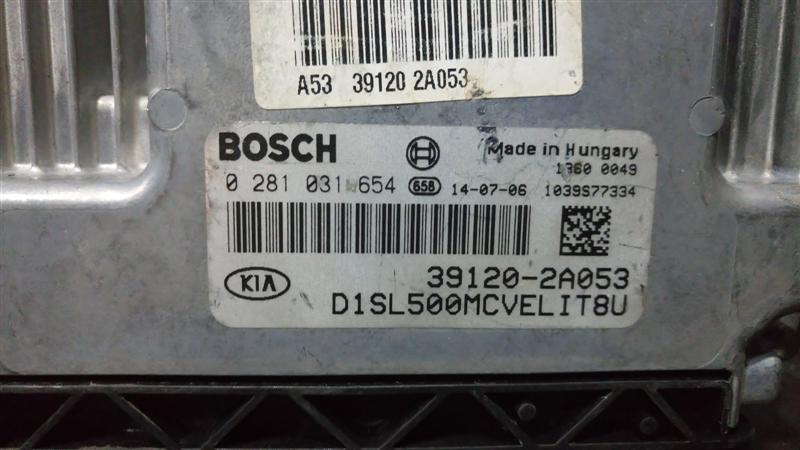 A53 39120 2A053
BOSCH
Made in Hungary
1360 0049
0 281 031 654 658 14-07-06 1039S77334
KIA
39120-2A053
D1SL500MCVELIT8U